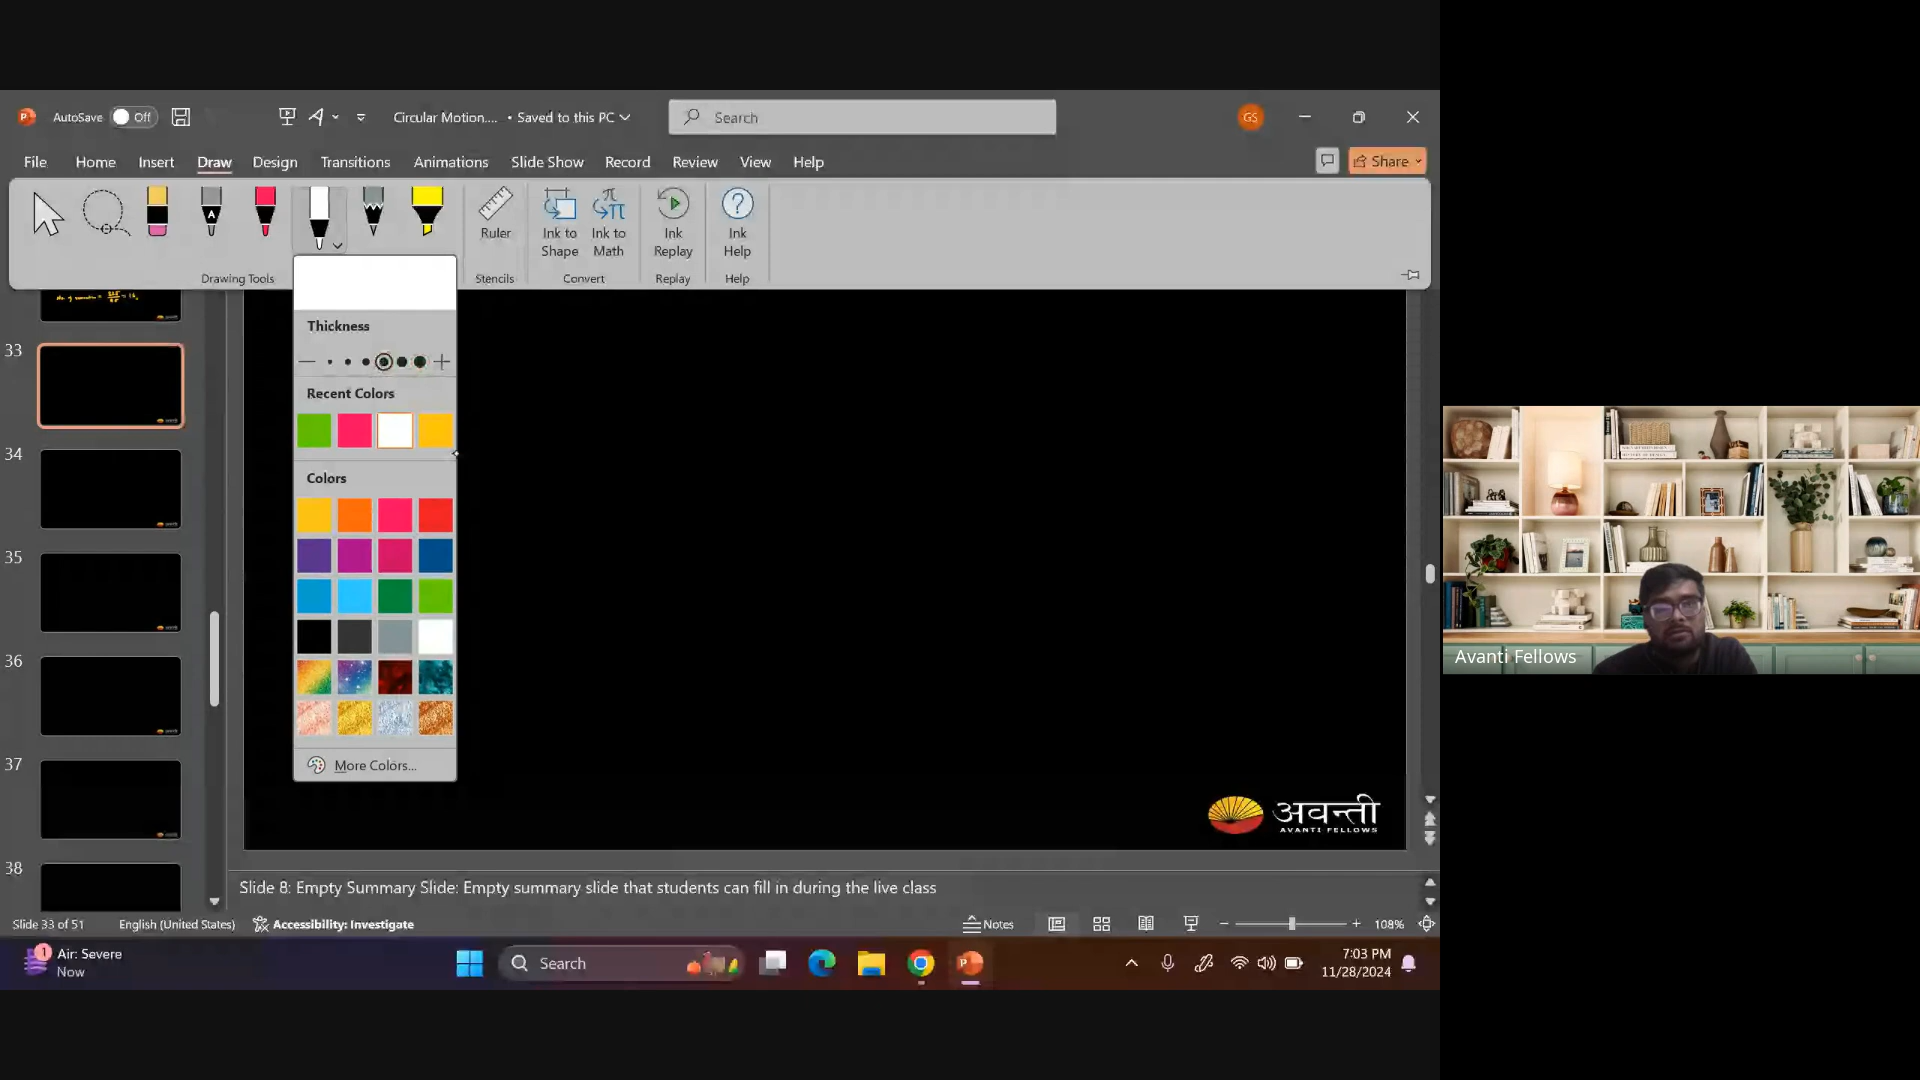 AutoSave Off
Circular Motion.... • Saved to this PC
Search
GS
File Home Insert Draw Design Transitions Animations Slide Show Record Review View Help
Share
A
Ruler
Ink to Shape
Ink to Math
Ink Replay
Ink Help
Drawing Tools
Stencils
Convert
Replay
Help
Thickness
Recent Colors
Colors
More Colors...
33
34
35
36
37
38
अवन्ती
AVANTI FELLOWS
Slide 8: Empty Summary Slide: Empty summary slide that students can fill in during the live class
Slide 33 of 51 English (United States) Accessibility: Investigate Notes 108%
1
Air: Severe
Now
Search
7:03 PM
11/28/2024
Avanti Fellows